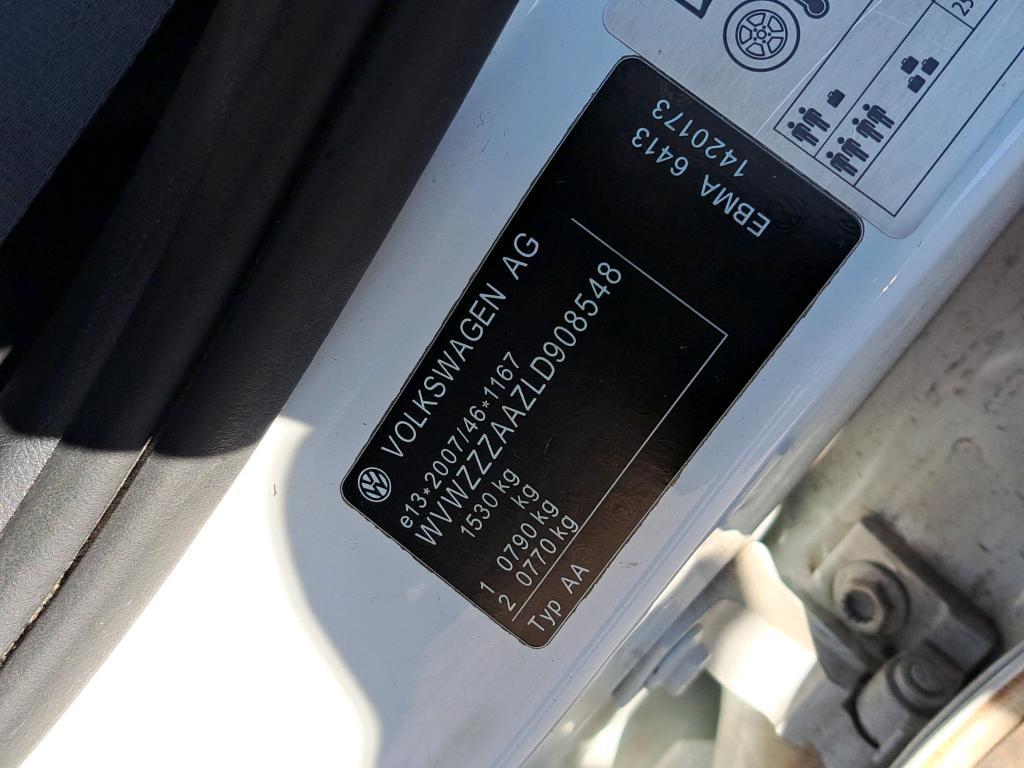 VOLKSWAGEN AG
e13*2007/46*1167
WVWZZZAAZLD908548
1530 kg
kg
1 0790 kg
2 0770 kg
Typ AA
EBMA 6413
1420173